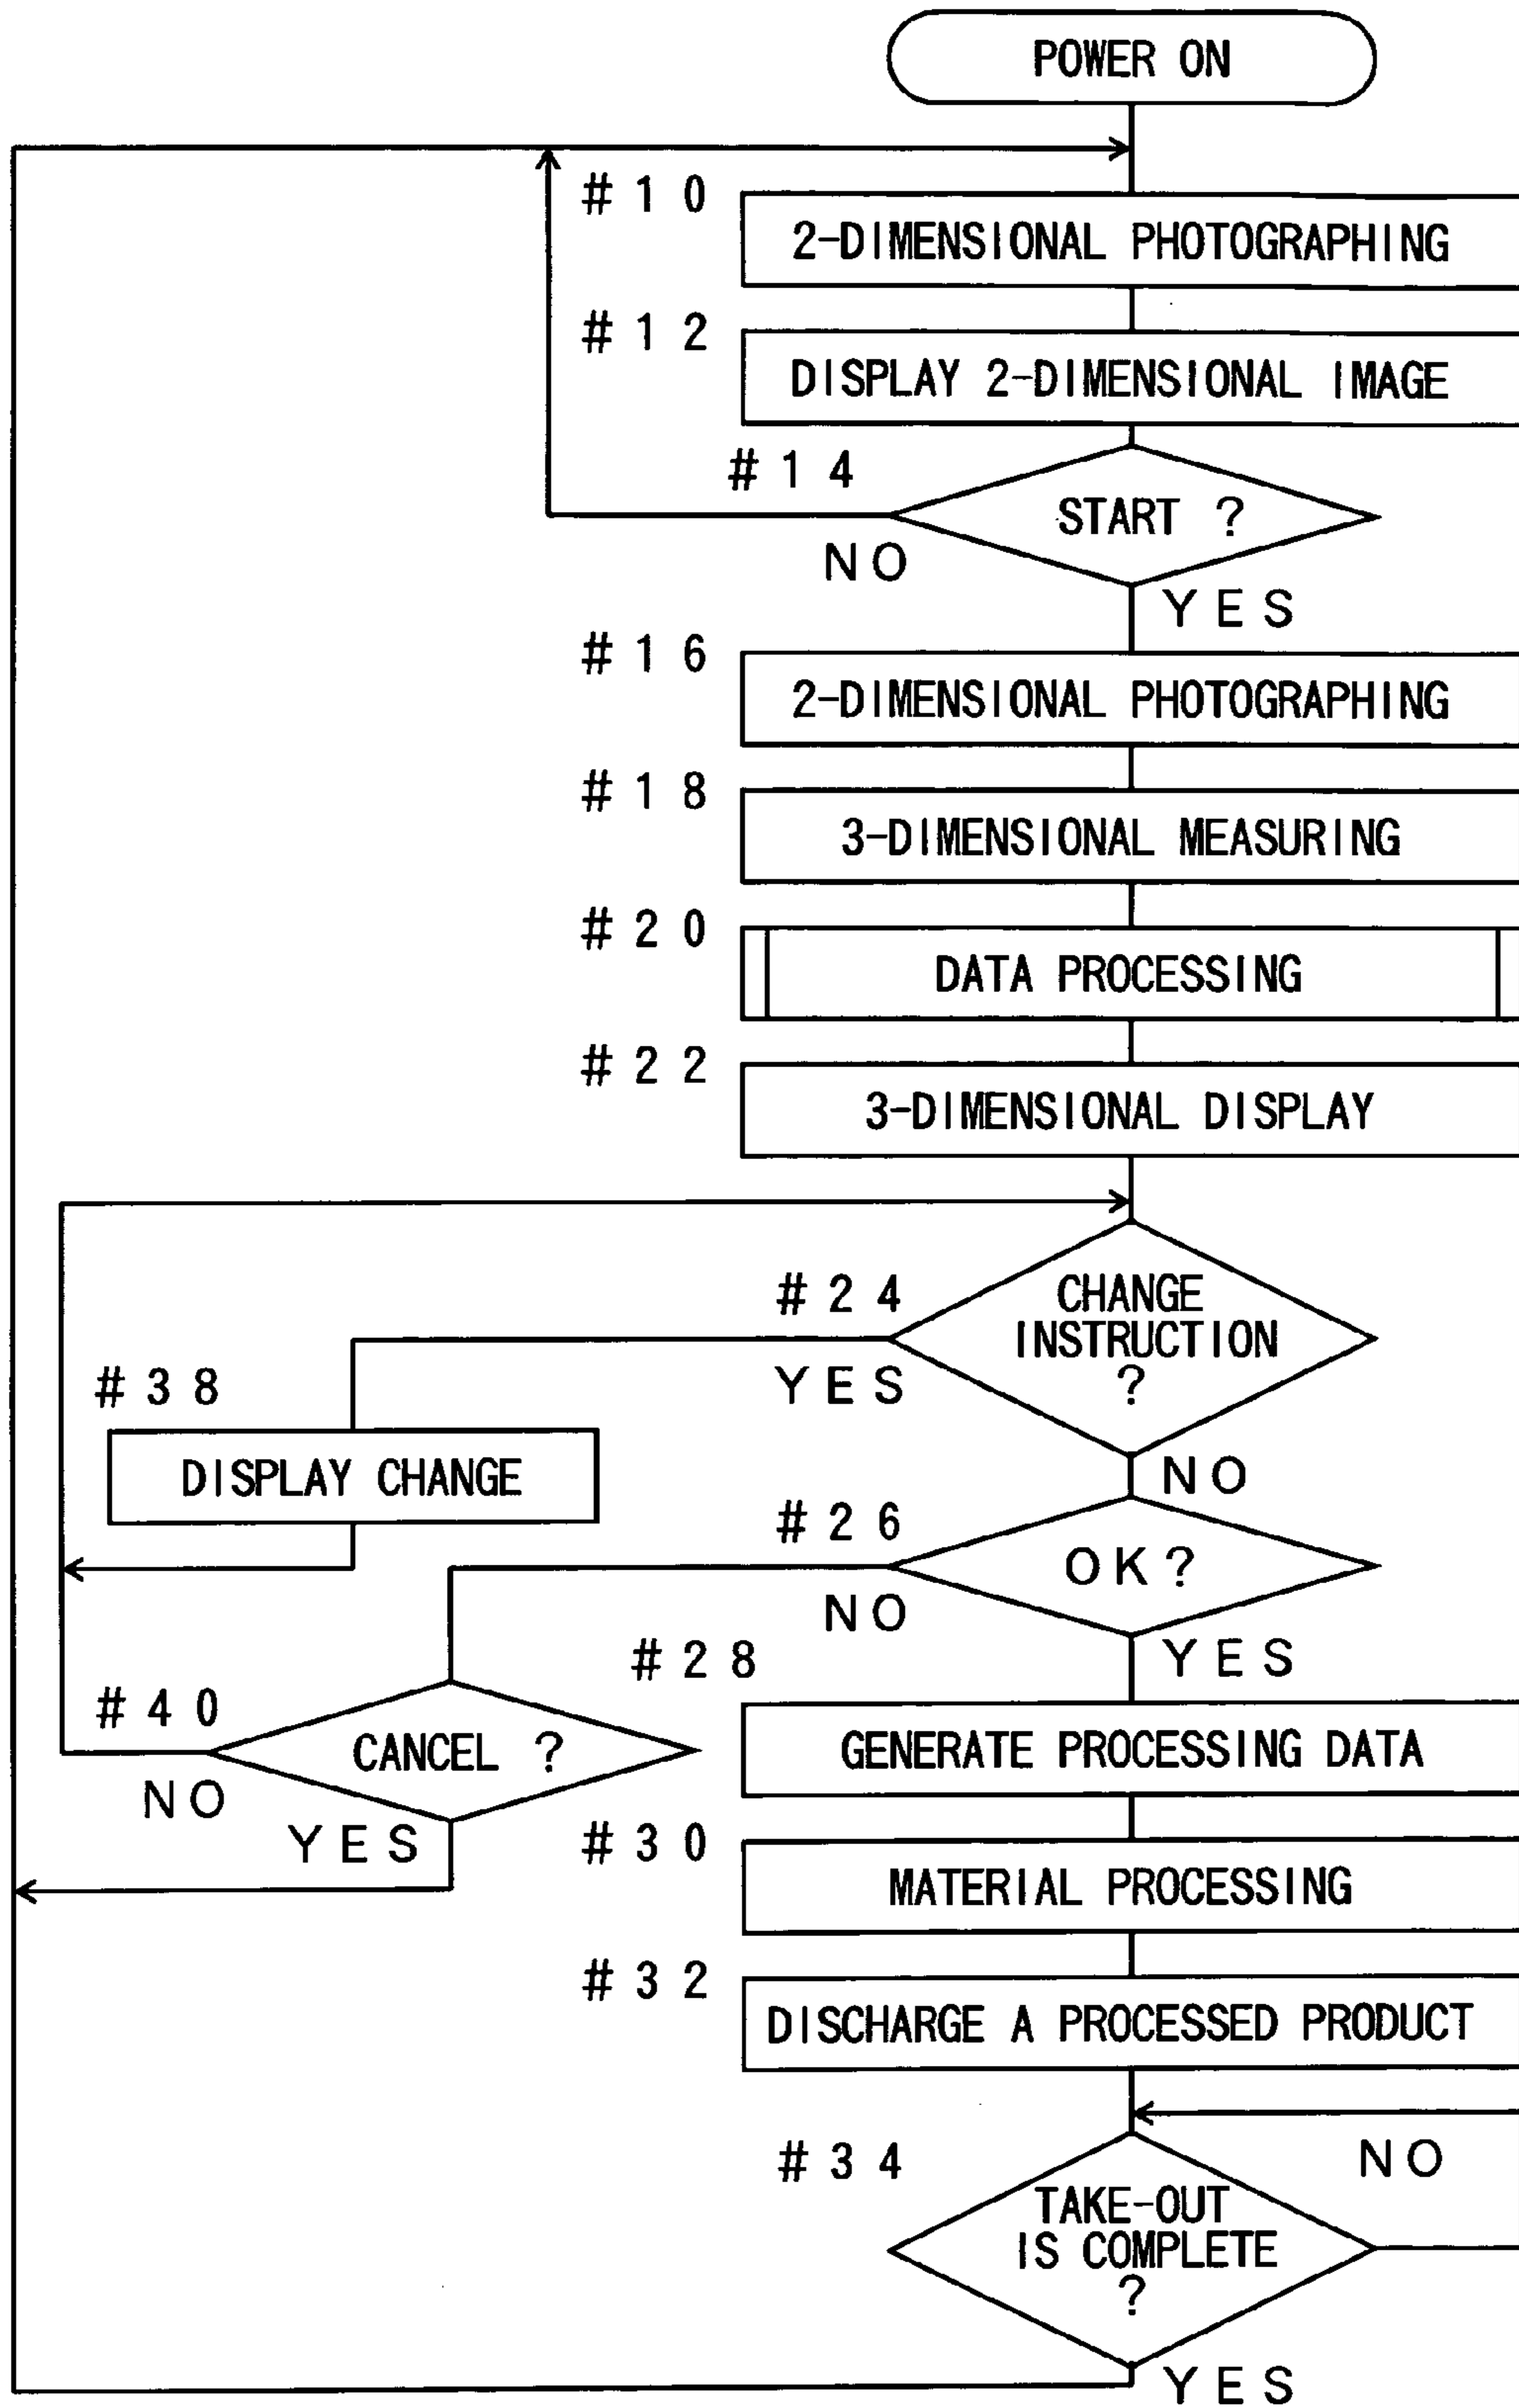 POWER ON
#10
2-DIMENSIONAL PHOTOGRAPHING
#12
DISPLAY 2-DIMENSIONAL IMAGE
#14
START ?
NO
YES
#16
2-DIMENSIONAL PHOTOGRAPHING
#18
3-DIMENSIONAL MEASURING
#20
DATA PROCESSING
#22
3-DIMENSIONAL DISPLAY
#24
CHANGE
INSTRUCTION
?
YES
NO
#38
DISPLAY CHANGE
#26
OK?
NO
YES
#40
CANCEL ?
NO
YES
#28
GENERATE PROCESSING DATA
#30
MATERIAL PROCESSING
#32
DISCHARGE A PROCESSED PRODUCT
#34
TAKE-OUT
IS COMPLETE
?
NO
YES